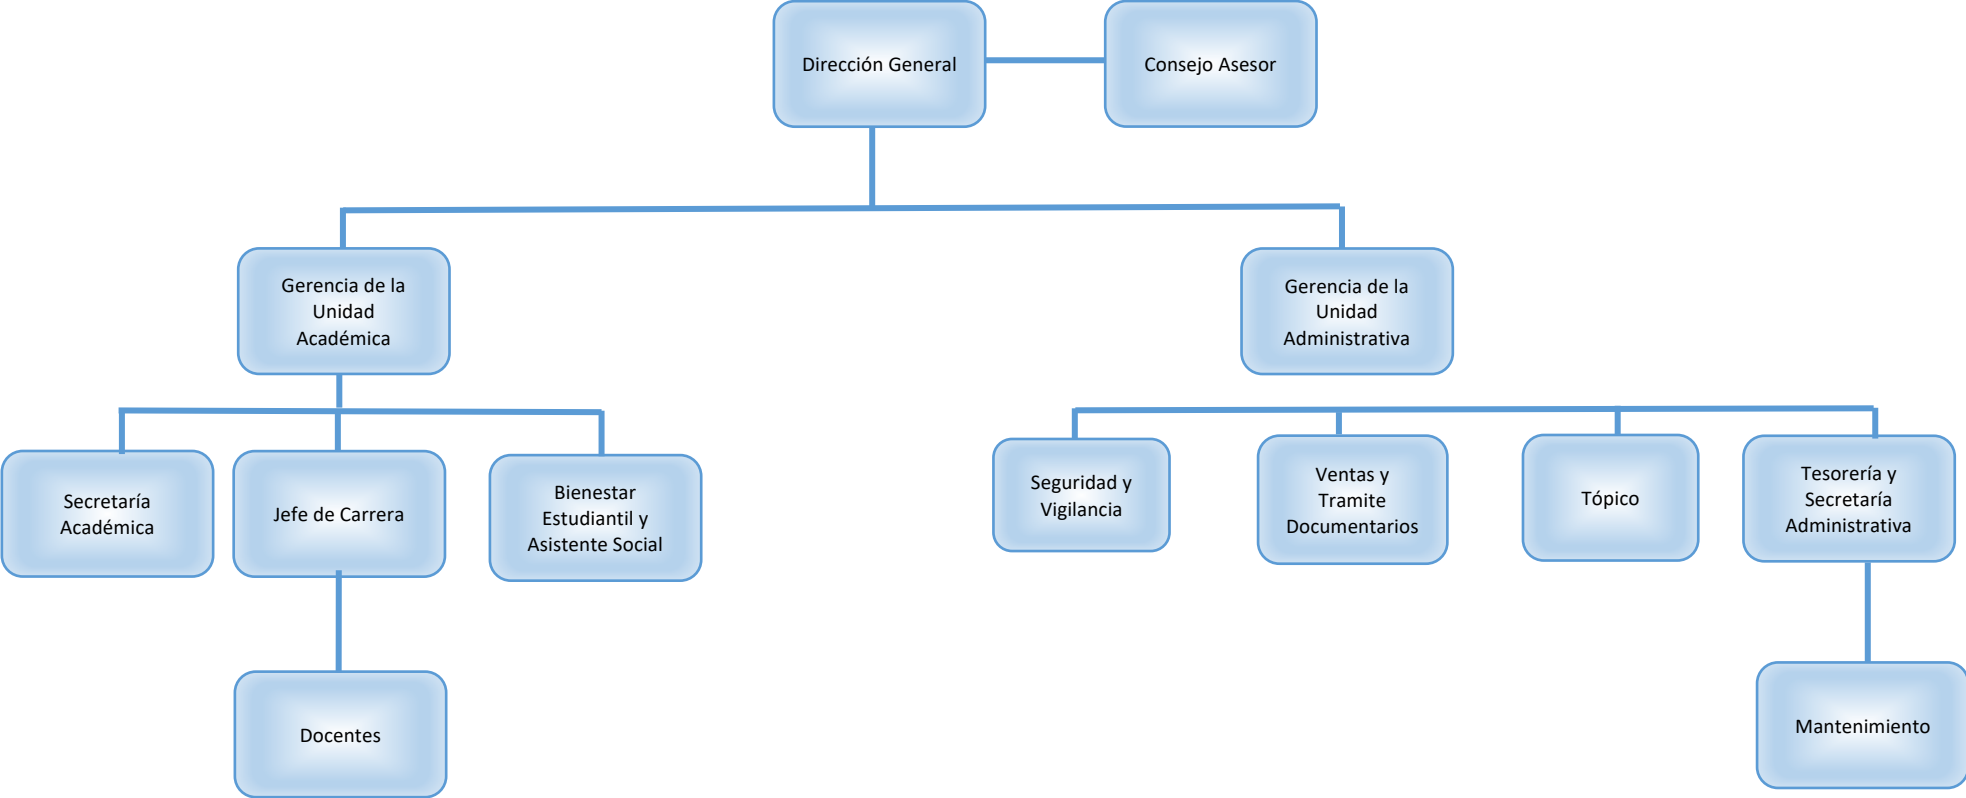 Dirección General
Consejo Asesor
Gerencia de la
Unidad
Académica
Gerencia de la
Unidad
Administrativa
Secretaría
Académica
Jefe de Carrera
Bienestar
Estudiantil y
Asistente Social
Seguridad y
Vigilancia
Ventas y
Tramite
Documentarios
Tópico
Tesorería y
Secretaría
Administrativa
Docentes
Mantenimiento